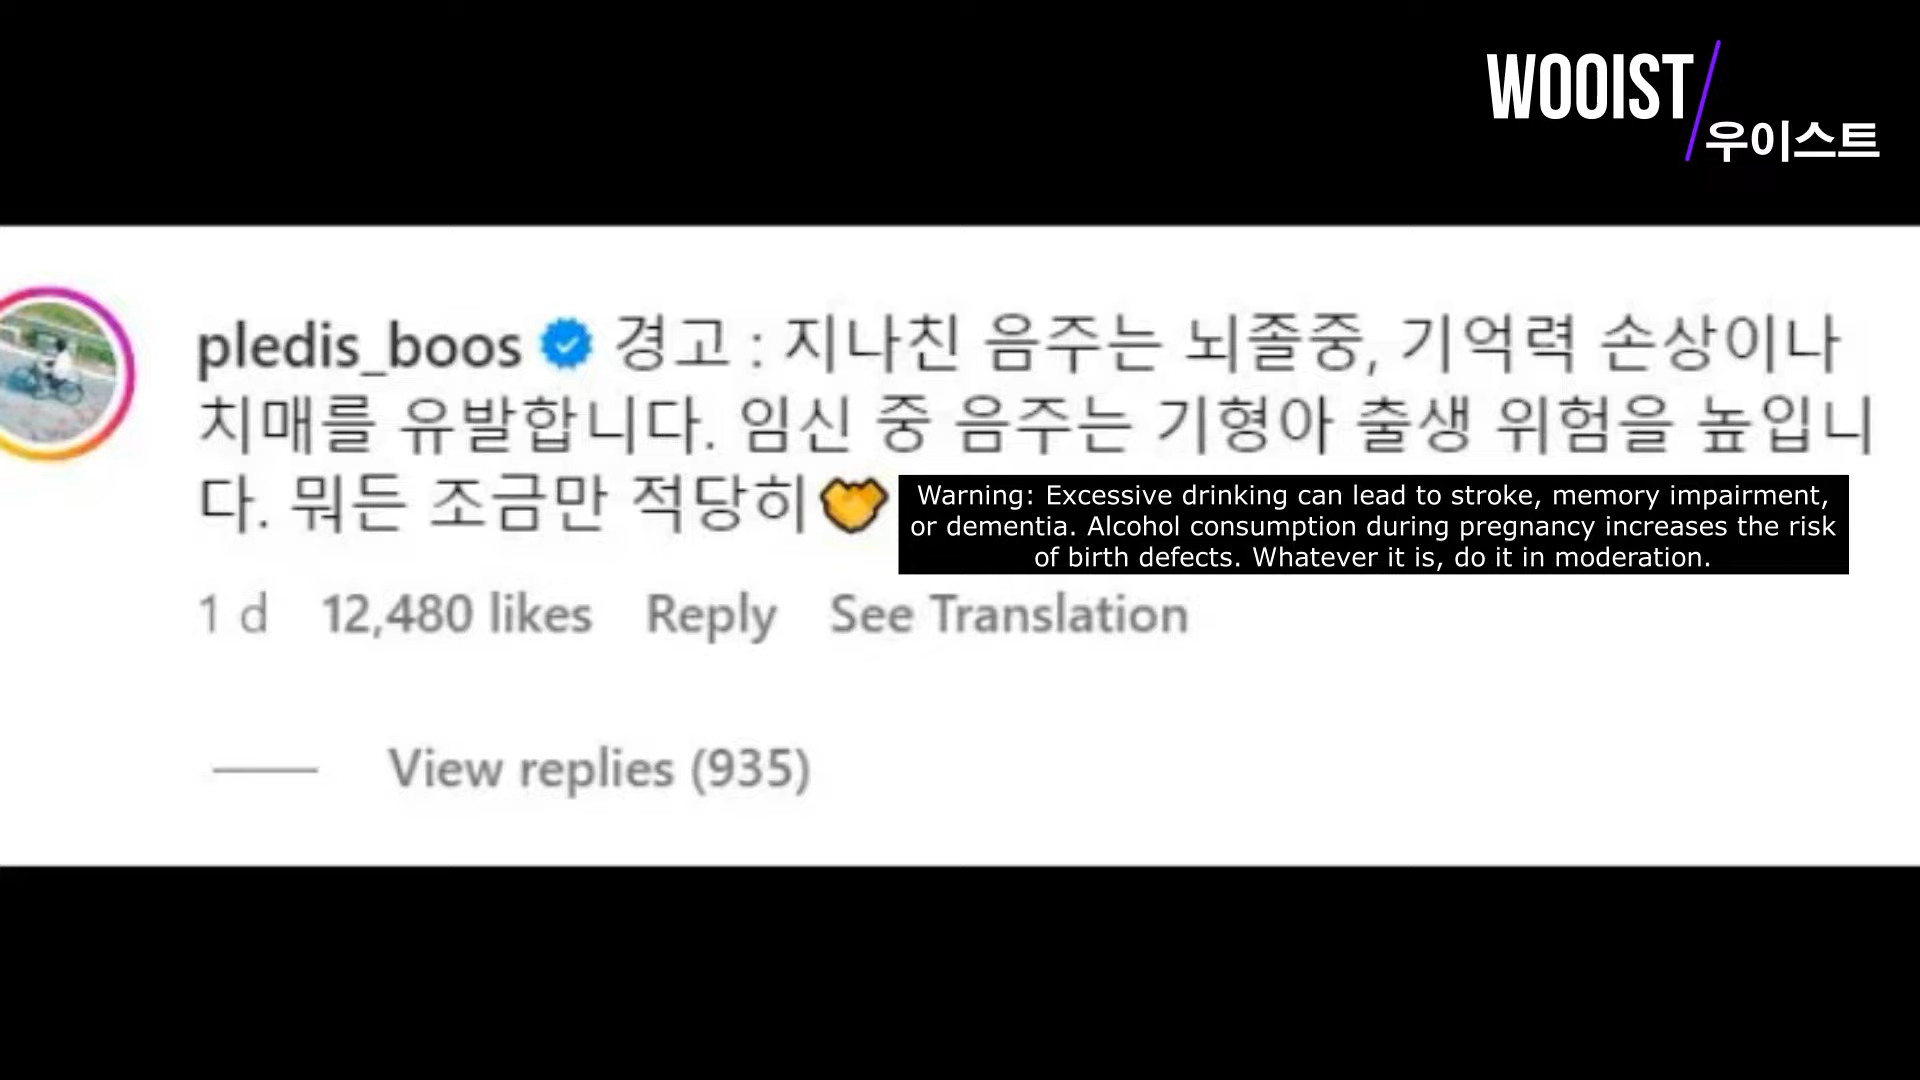 WOOIST
우이스트
pledis_boos 경고 : 지나친 음주는 뇌졸중, 기억력 손상이나
치매를 유발합니다. 임신 중 음주는 기형아 출생 위험을 높입니
다. 뭐든 조금만 적당히
Warning: Excessive drinking can lead to stroke, memory impairment,
or dementia. Alcohol consumption during pregnancy increases the risk
of birth defects. Whatever it is, do it in moderation.
1 d 12,480 likes Reply See Translation
View replies (935)